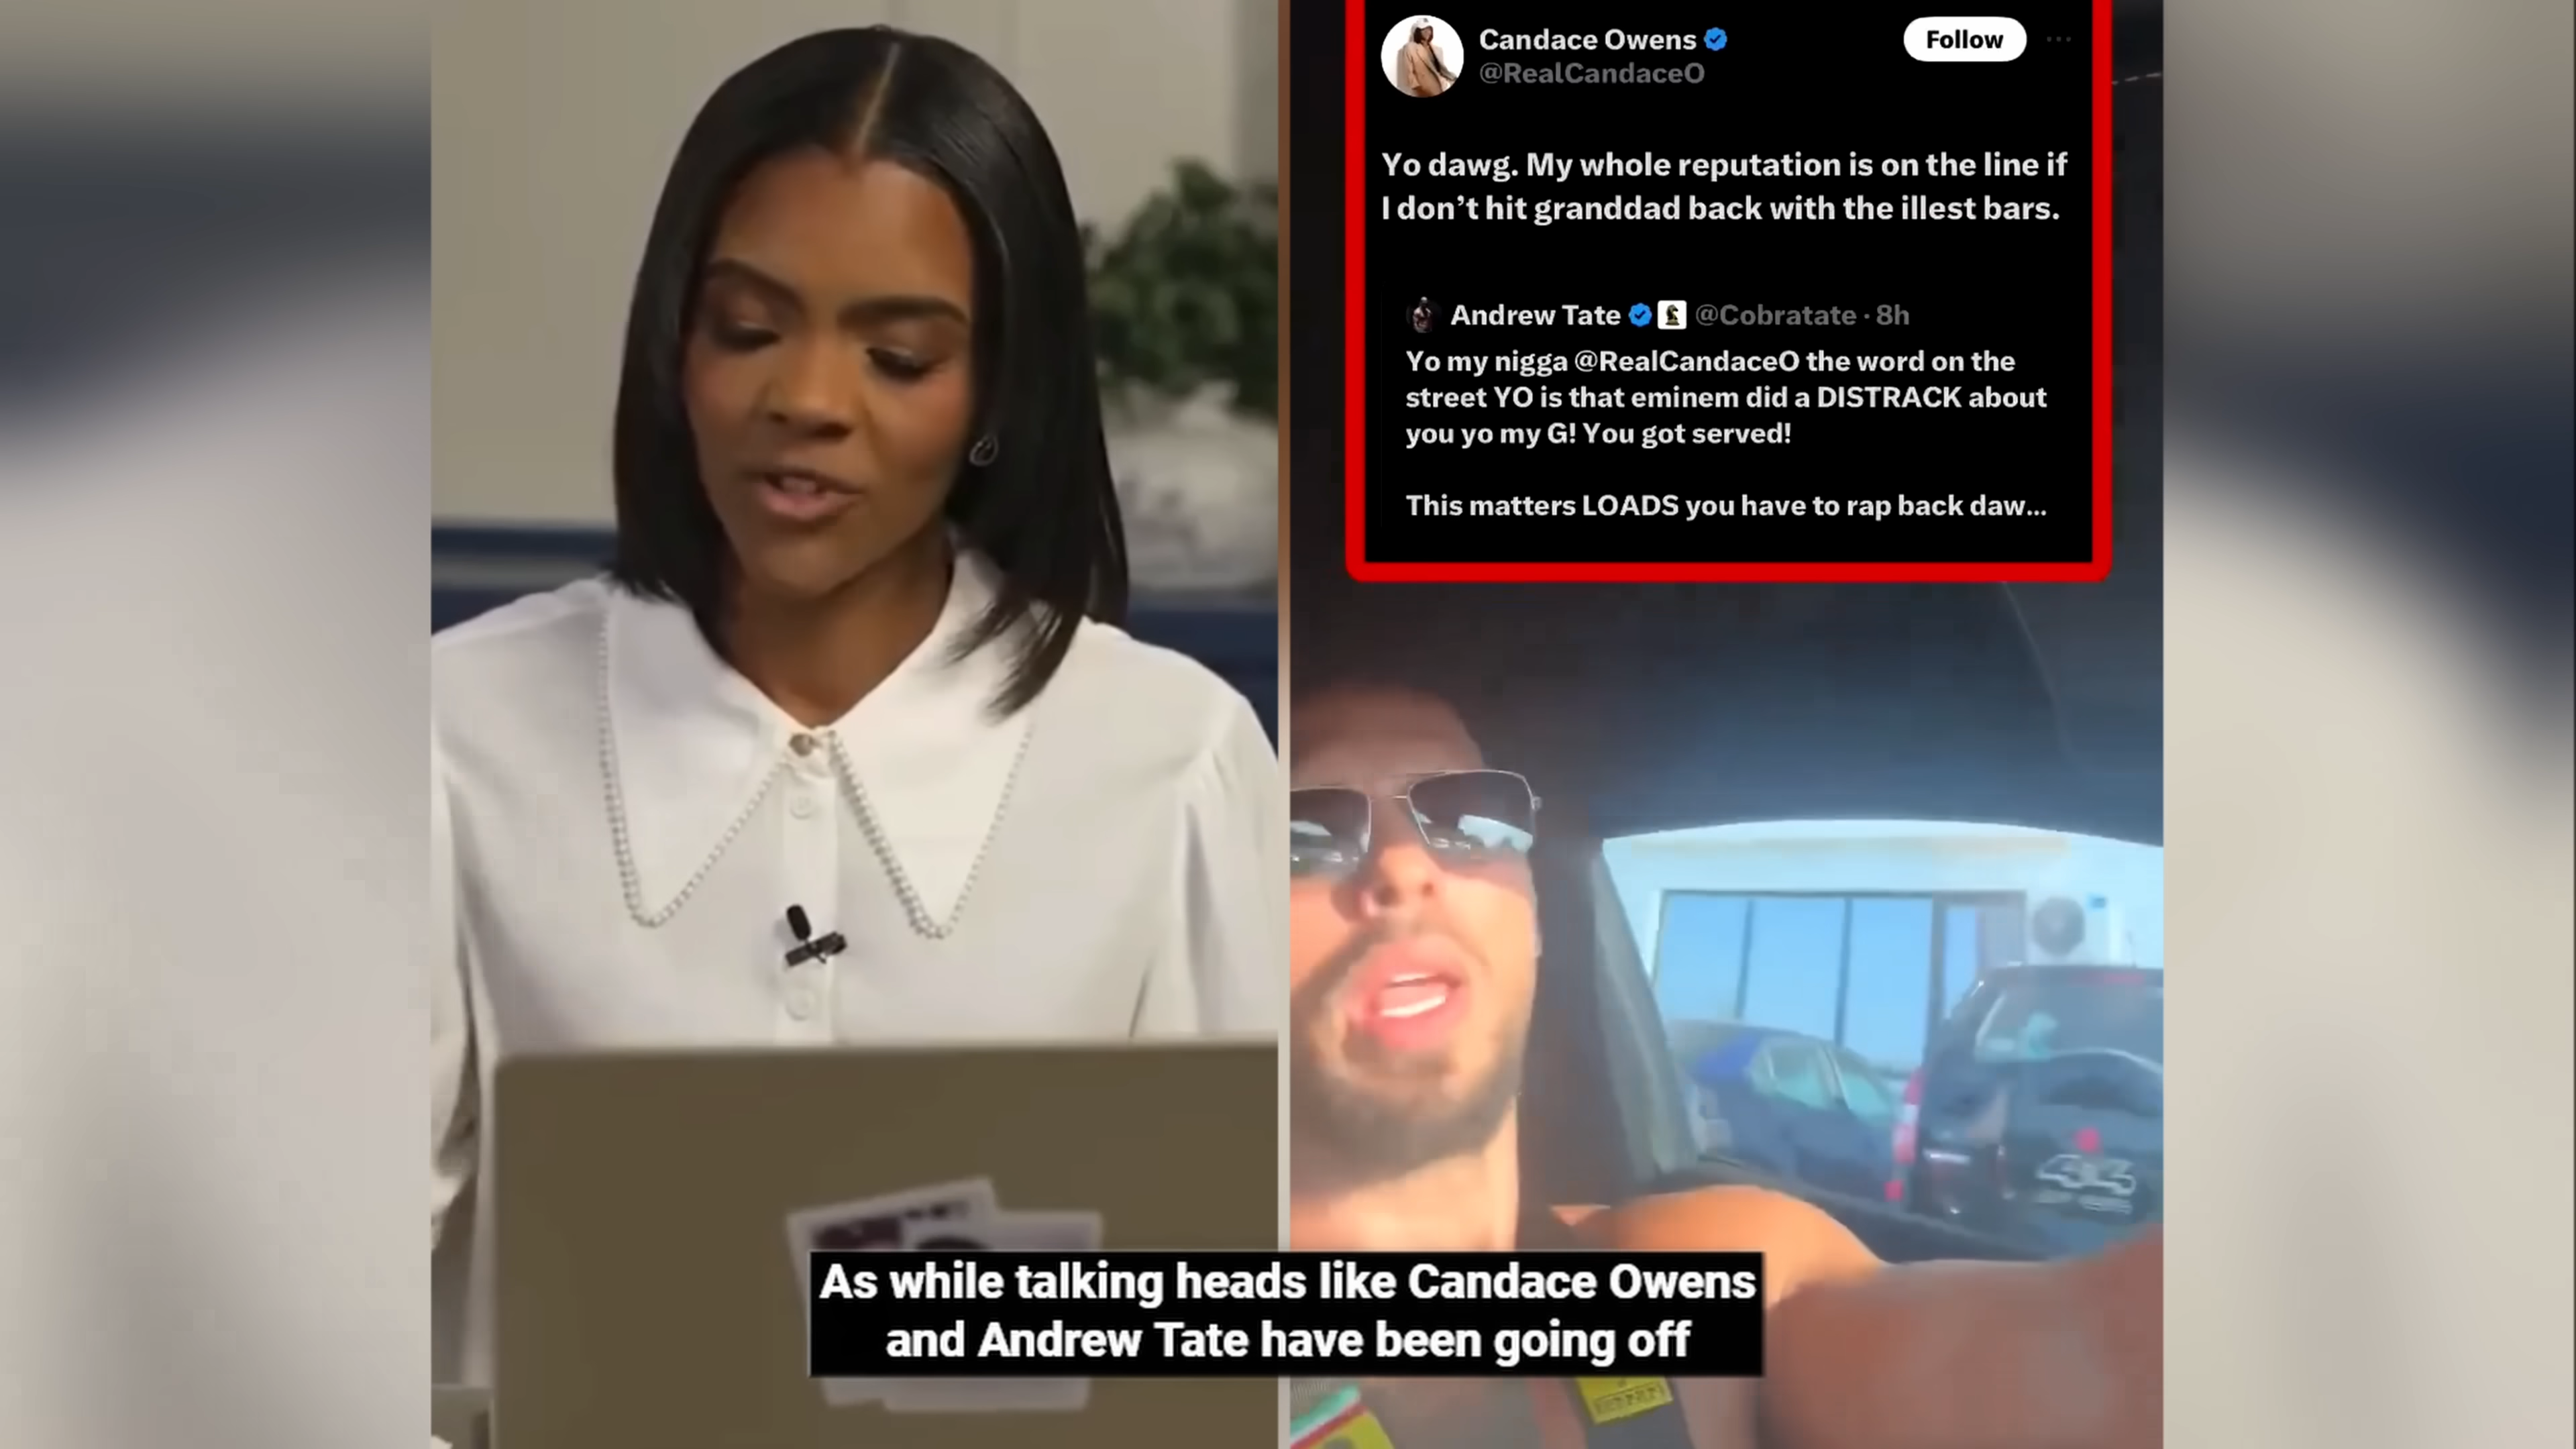 Candace Owens
Follow
@RealCandaceO
Yo dawg. My whole reputation is on the line if
I don’t hit granddad back with the illest bars.
Andrew Tate @Cobratate · 8h
Yo my nigga @RealCandaceO the word on the
street YO is that eminem did a DISTRACK about
you yo my G! You got served!
This matters LOADS you have to rap back daw...
As while talking heads like Candace Owens
and Andrew Tate have been going off